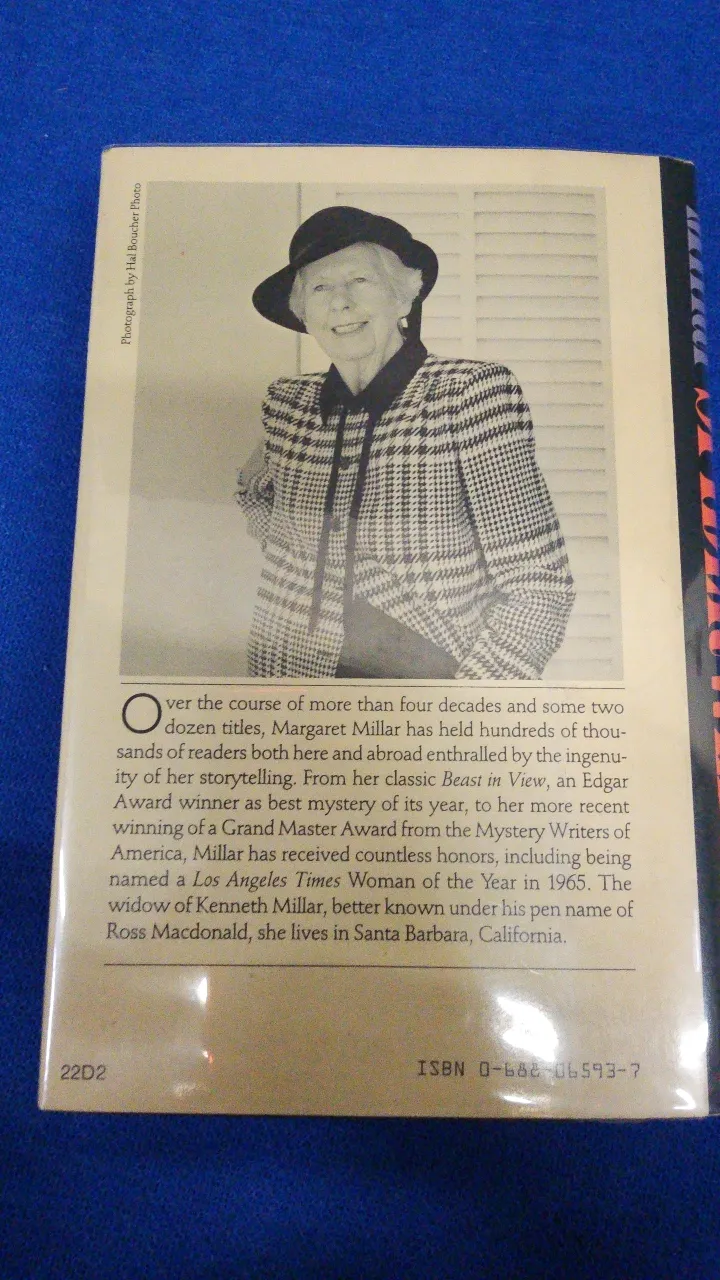 Photograph by Hal Boucher Photo
Over the course of more than four decades and some two
dozen titles, Margaret Millar has held hundreds of thou-
sands of readers both here and abroad enthralled by the ingenu-
ity of her storytelling. From her classic Beast in View, an Edgar
Award winner as best mystery of its year, to her more recent
winning of a Grand Master Award from the Mystery Writers of
America, Millar has received countless honors, including being
named a Los Angeles Times Woman of the Year in 1965. The
widow of Kenneth Millar, better known under his pen name of
Ross Macdonald, she lives in Santa Barbara, California.
22D2
ISBN 0-688-06593-7